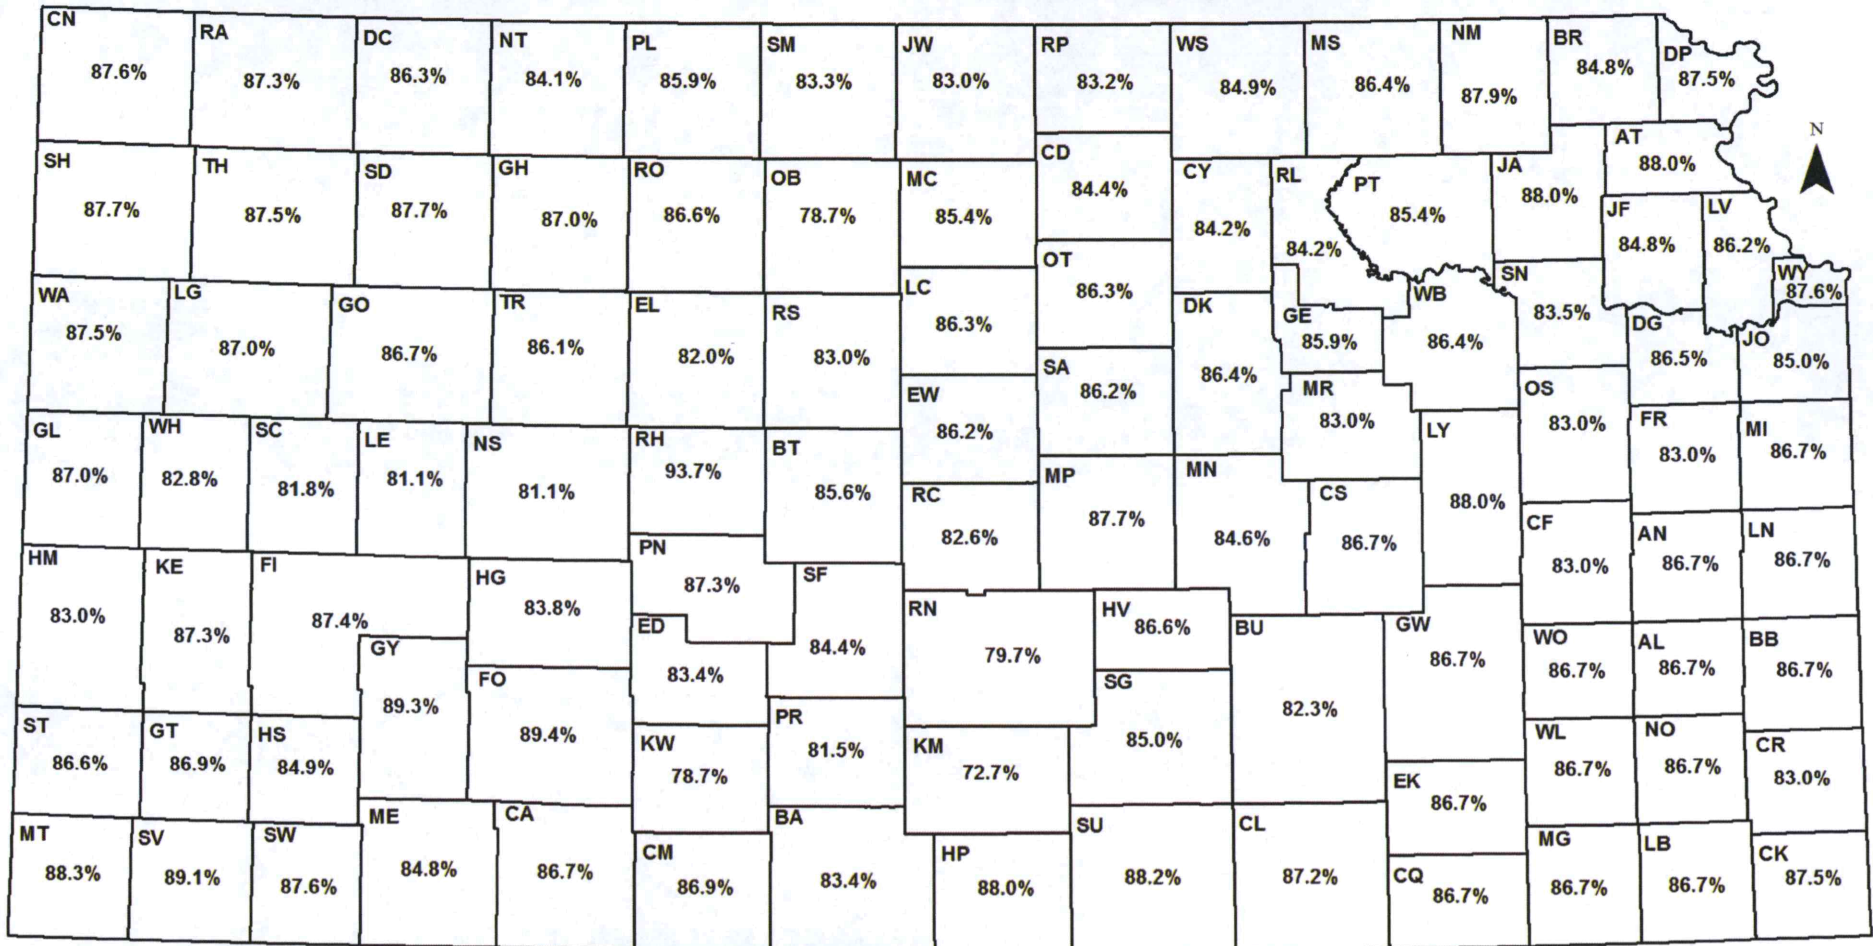 CN
87.6%
RA
87.3%
DC
86.3%
NT
84.1%
PL
85.9%
SM
83.3%
JW
83.0%
RP
83.2%
WS
84.9%
MS
86.4%
NM
87.9%
BR
84.8%
DP
87.5%
N
SH
87.7%
TH
87.5%
SD
87.7%
GH
87.0%
RO
86.6%
OB
78.7%
MC
85.4%
CD
84.4%
CY
84.2%
RL
84.2%
PT
85.4%
JA
88.0%
AT
88.0%
JF
84.8%
LV
86.2%
WY
87.6%
WA
87.5%
LG
87.0%
GO
86.7%
TR
86.1%
EL
82.0%
RS
83.0%
LC
86.3%
OT
86.3%
DK
86.4%
GE
85.9%
WB
86.4%
SN
83.5%
DG
86.5%
JO
85.0%
EW
86.2%
SA
86.2%
MR
83.0%
OS
83.0%
FR
83.0%
MI
86.7%
GL
87.0%
WH
82.8%
SC
81.8%
LE
81.1%
NS
81.1%
RH
93.7%
BT
85.6%
RC
82.6%
MP
87.7%
MN
84.6%
CS
86.7%
LY
88.0%
CF
83.0%
AN
86.7%
LN
86.7%
HM
83.0%
KE
87.3%
FI
87.4%
HG
83.8%
PN
87.3%
SF
84.4%
RN
79.7%
HV
86.6%
BU
82.3%
GW
86.7%
WO
86.7%
AL
86.7%
BB
86.7%
GY
89.3%
FO
89.4%
ED
83.4%
SG
85.0%
ST
86.6%
GT
86.9%
HS
84.9%
KW
78.7%
PR
81.5%
KM
72.7%
EK
86.7%
WL
86.7%
NO
86.7%
CR
83.0%
MT
88.3%
SV
89.1%
SW
87.6%
ME
84.8%
CA
86.7%
CM
86.9%
BA
83.4%
HP
88.0%
SU
88.2%
CL
87.2%
CQ
86.7%
MG
86.7%
LB
86.7%
CK
87.5%